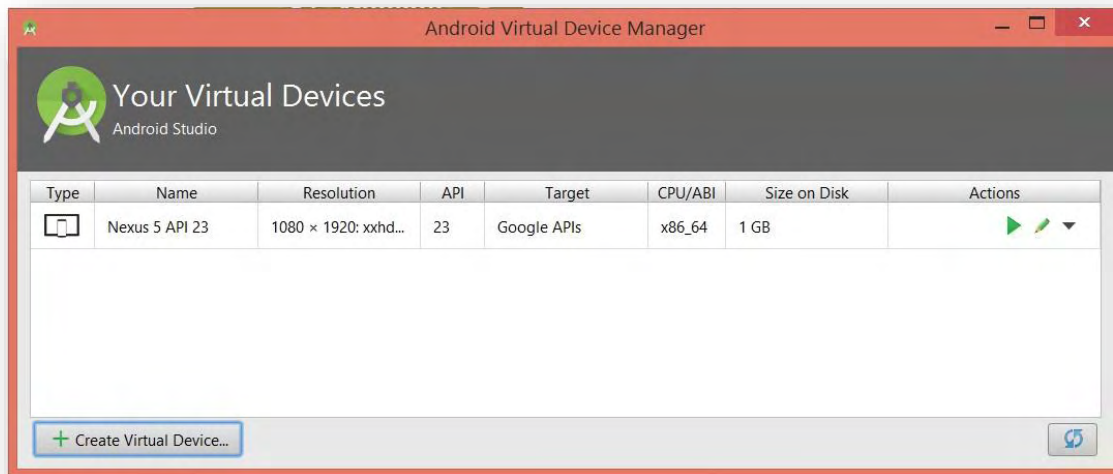 Android Virtual Device Manager
Your Virtual Devices
Android Studio
Type Name Resolution API Target CPU/ABI Size on Disk Actions
Nexus 5 API 23 1080 × 1920: xxhd... 23 Google APIs x86_64 1 GB
+ Create Virtual Device...